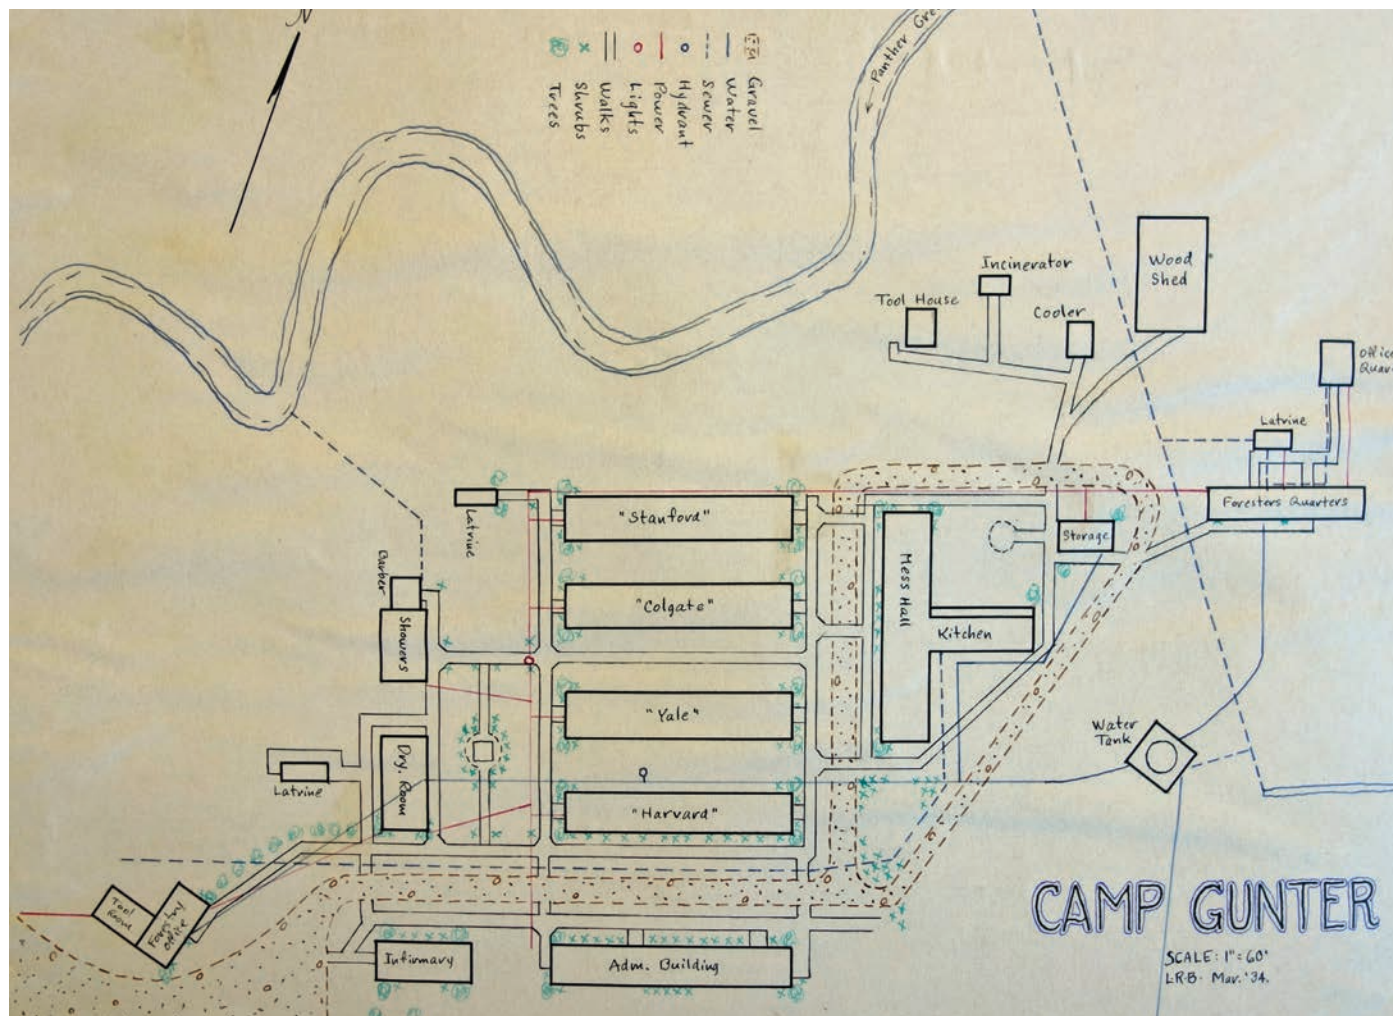 N
Gravel
Water
Sewer
Hydrant
Power
Lights
Walks
Shrubs
Trees
← Panther
Incinerator
Tool House
Cooler
Wood
Shed
Latrine
Foresters Quarters
"Stanford"
Latrine
Storage
Barber
"Colgate"
Mess Hall
Kitchen
Showers
"Yale"
Water
Tank
Dry. Room
Latrine
"Harvard"
Tool
Room
Forestry
Office
Infirmary
Adm. Building
CAMP GUNTER
SCALE: 1"=60'
L.R.B. Mar. '34.